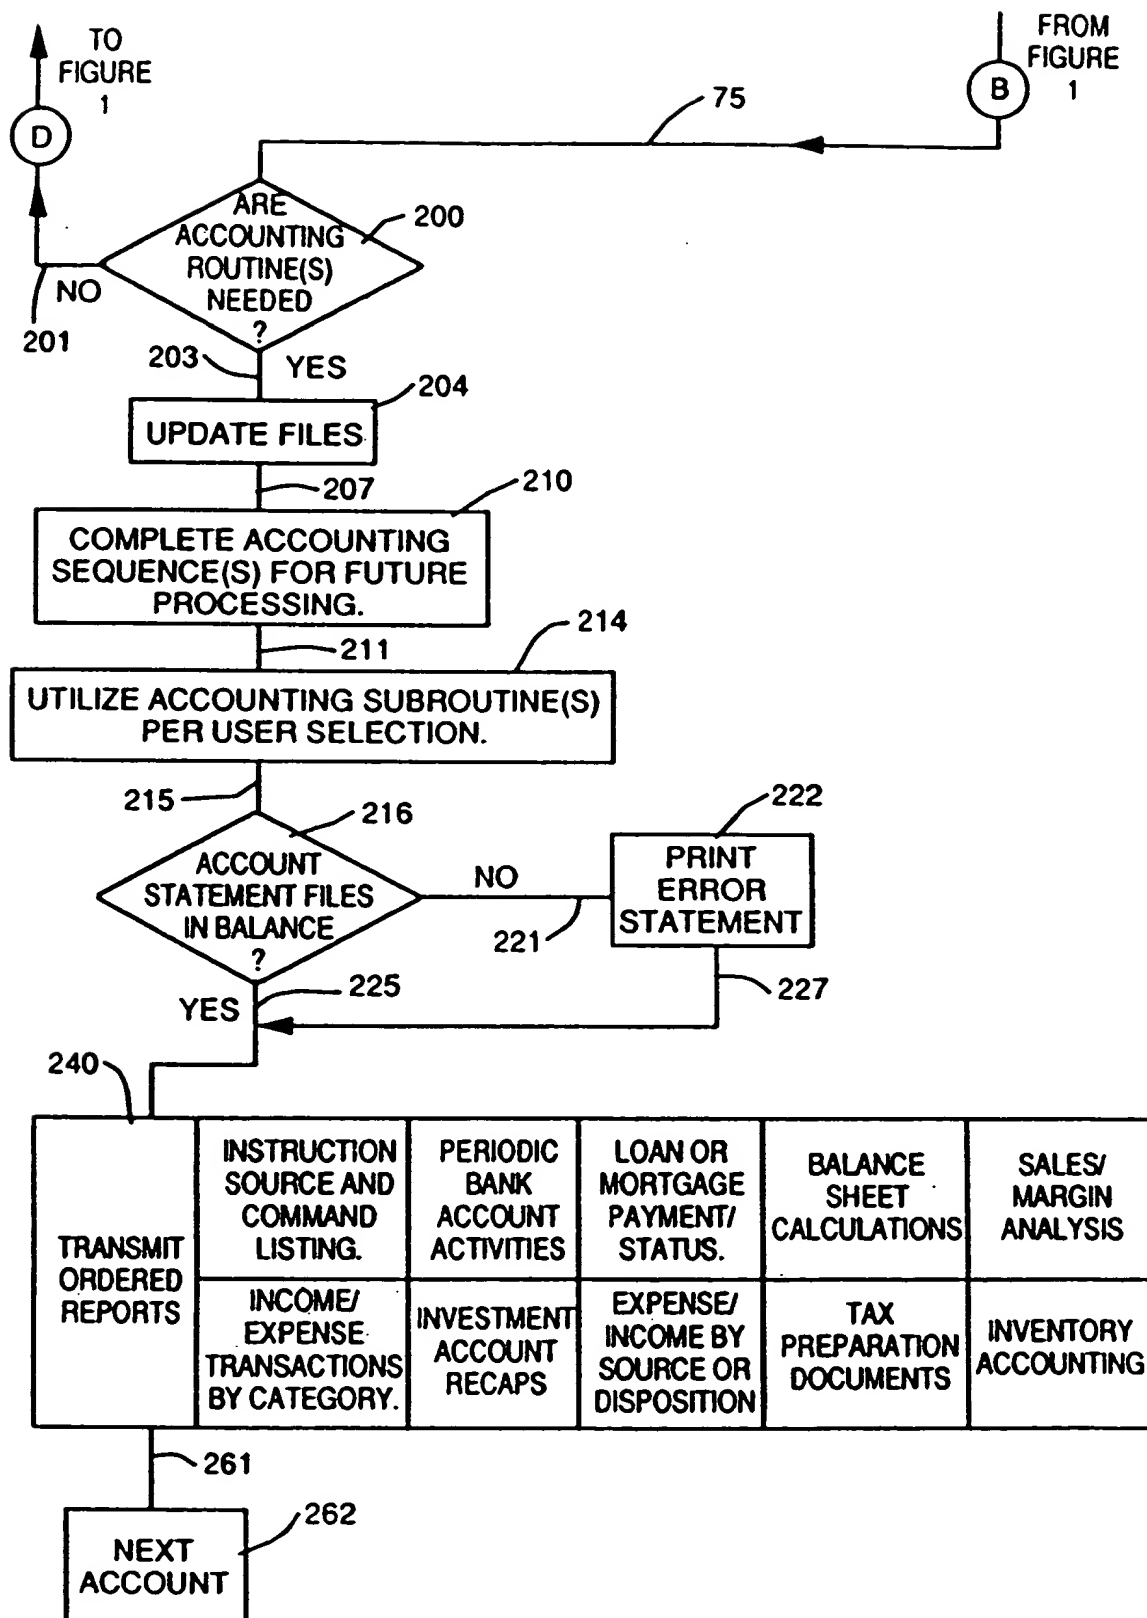 TO
FIGURE
1
D
FROM
FIGURE
1
B
75
ARE
ACCOUNTING
ROUTINE(S)
NEEDED
?
200
NO
201
203
YES
204
UPDATE FILES
207
210
COMPLETE ACCOUNTING
SEQUENCE(S) FOR FUTURE
PROCESSING.
211
214
UTILIZE ACCOUNTING SUBROUTINE(S)
PER USER SELECTION.
215
216
ACCOUNT
STATEMENT FILES
IN BALANCE
?
NO
221
222
PRINT
ERROR
STATEMENT
227
YES
225
240
TRANSMIT
ORDERED
REPORTS
INSTRUCTION
SOURCE AND
COMMAND
LISTING.
PERIODIC
BANK
ACCOUNT
ACTIVITIES
LOAN OR
MORTGAGE
PAYMENT/
STATUS.
BALANCE
SHEET
CALCULATIONS
SALES/
MARGIN
ANALYSIS
INCOME/
EXPENSE
TRANSACTIONS
BY CATEGORY.
INVESTMENT
ACCOUNT
RECAPS
EXPENSE/
INCOME BY
SOURCE OR
DISPOSITION
TAX
PREPARATION
DOCUMENTS
INVENTORY
ACCOUNTING
261
262
NEXT
ACCOUNT